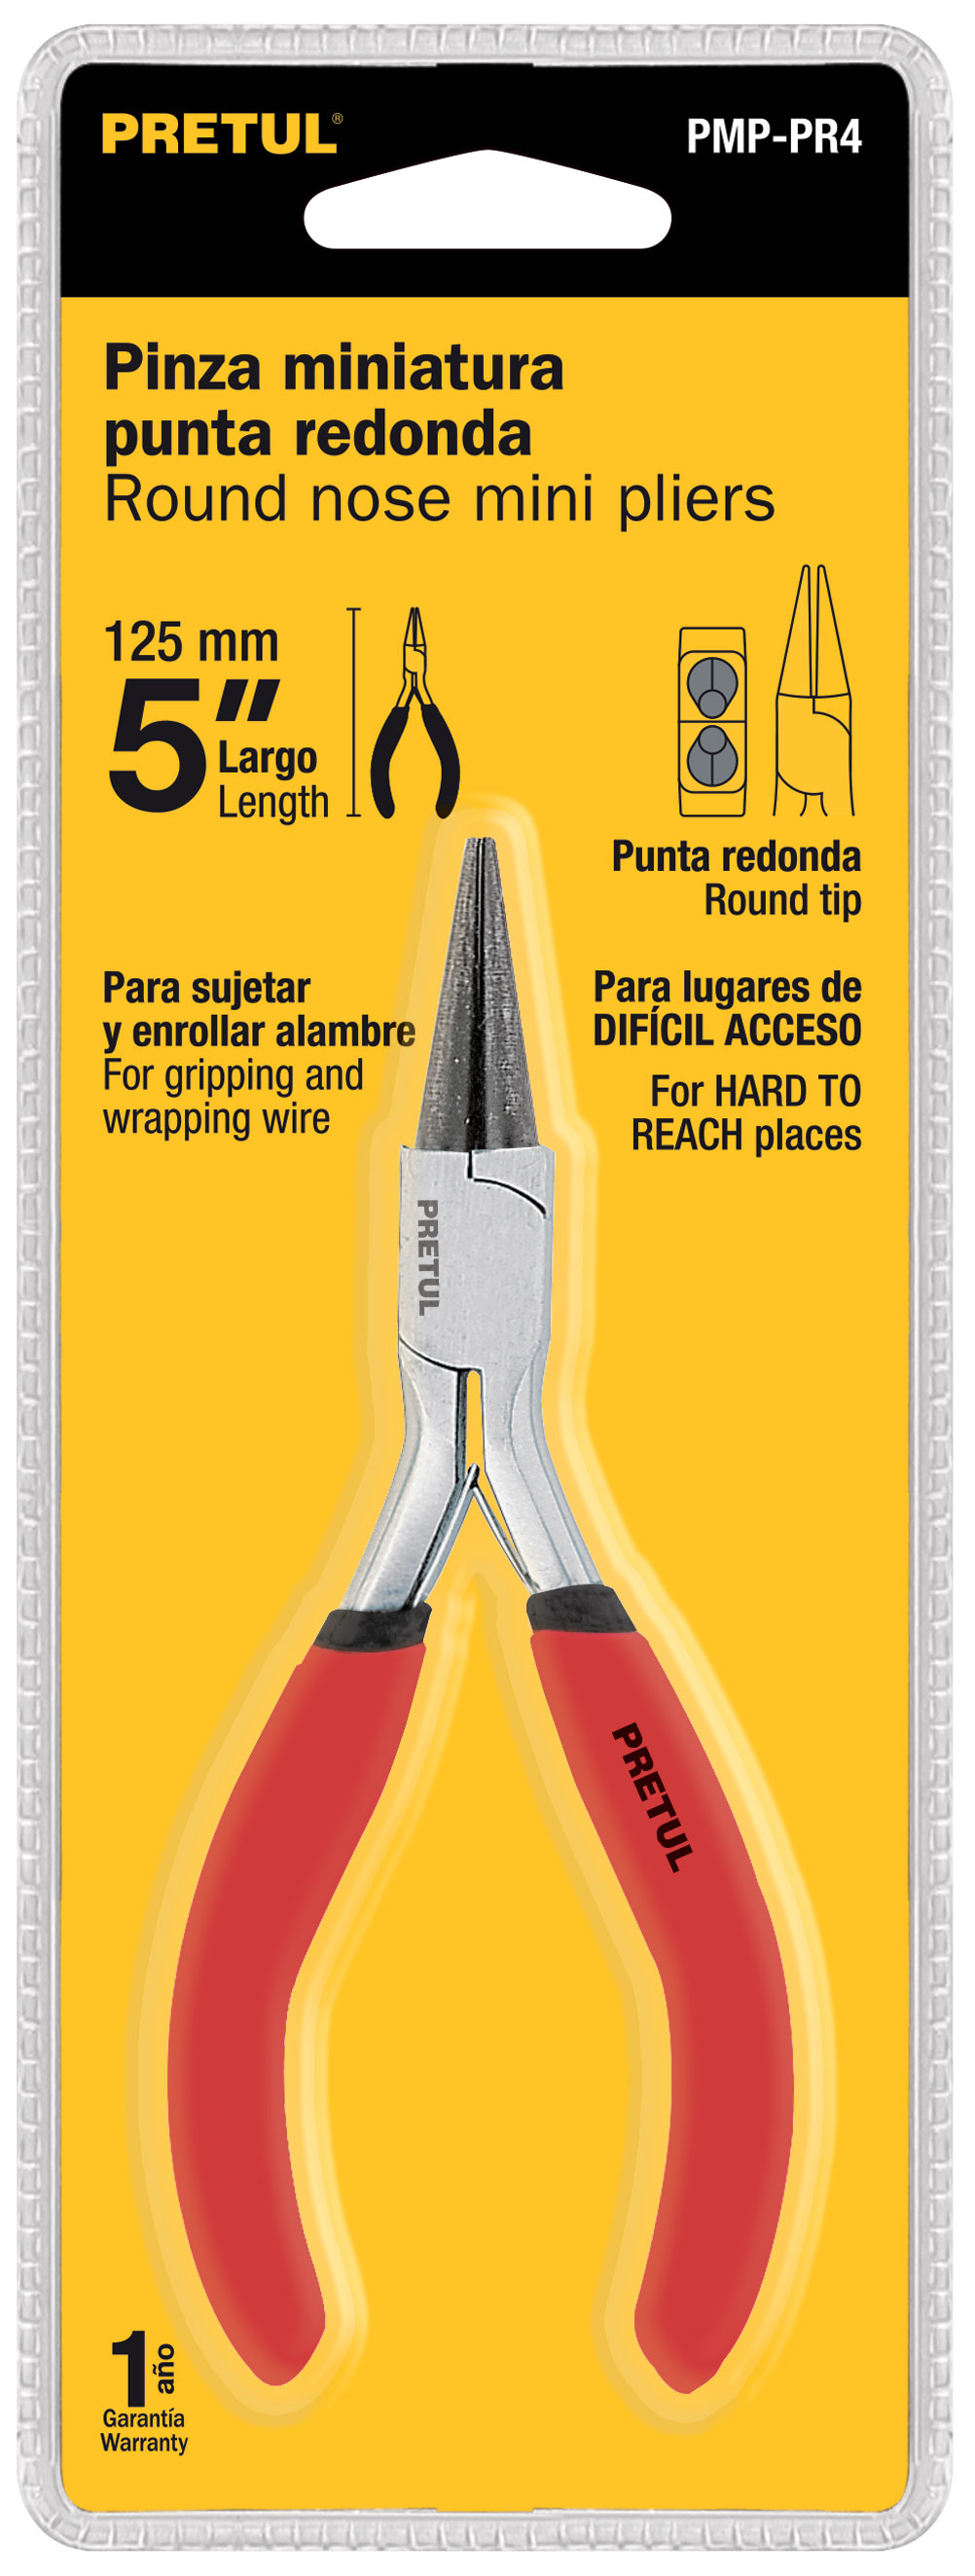 PRETUL®
PMP-PR4
Pinza miniatura
punta redonda
Round nose mini pliers
125 mm
5"
Largo
Length
Punta redonda
Round tip
Para sujetar
y enrollar alambre
For gripping and
wrapping wire
Para lugares de
DIFÍCIL ACCESO
For HARD TO
REACH places
PRETUL
PRETUL
1 año
Garantía
Warranty